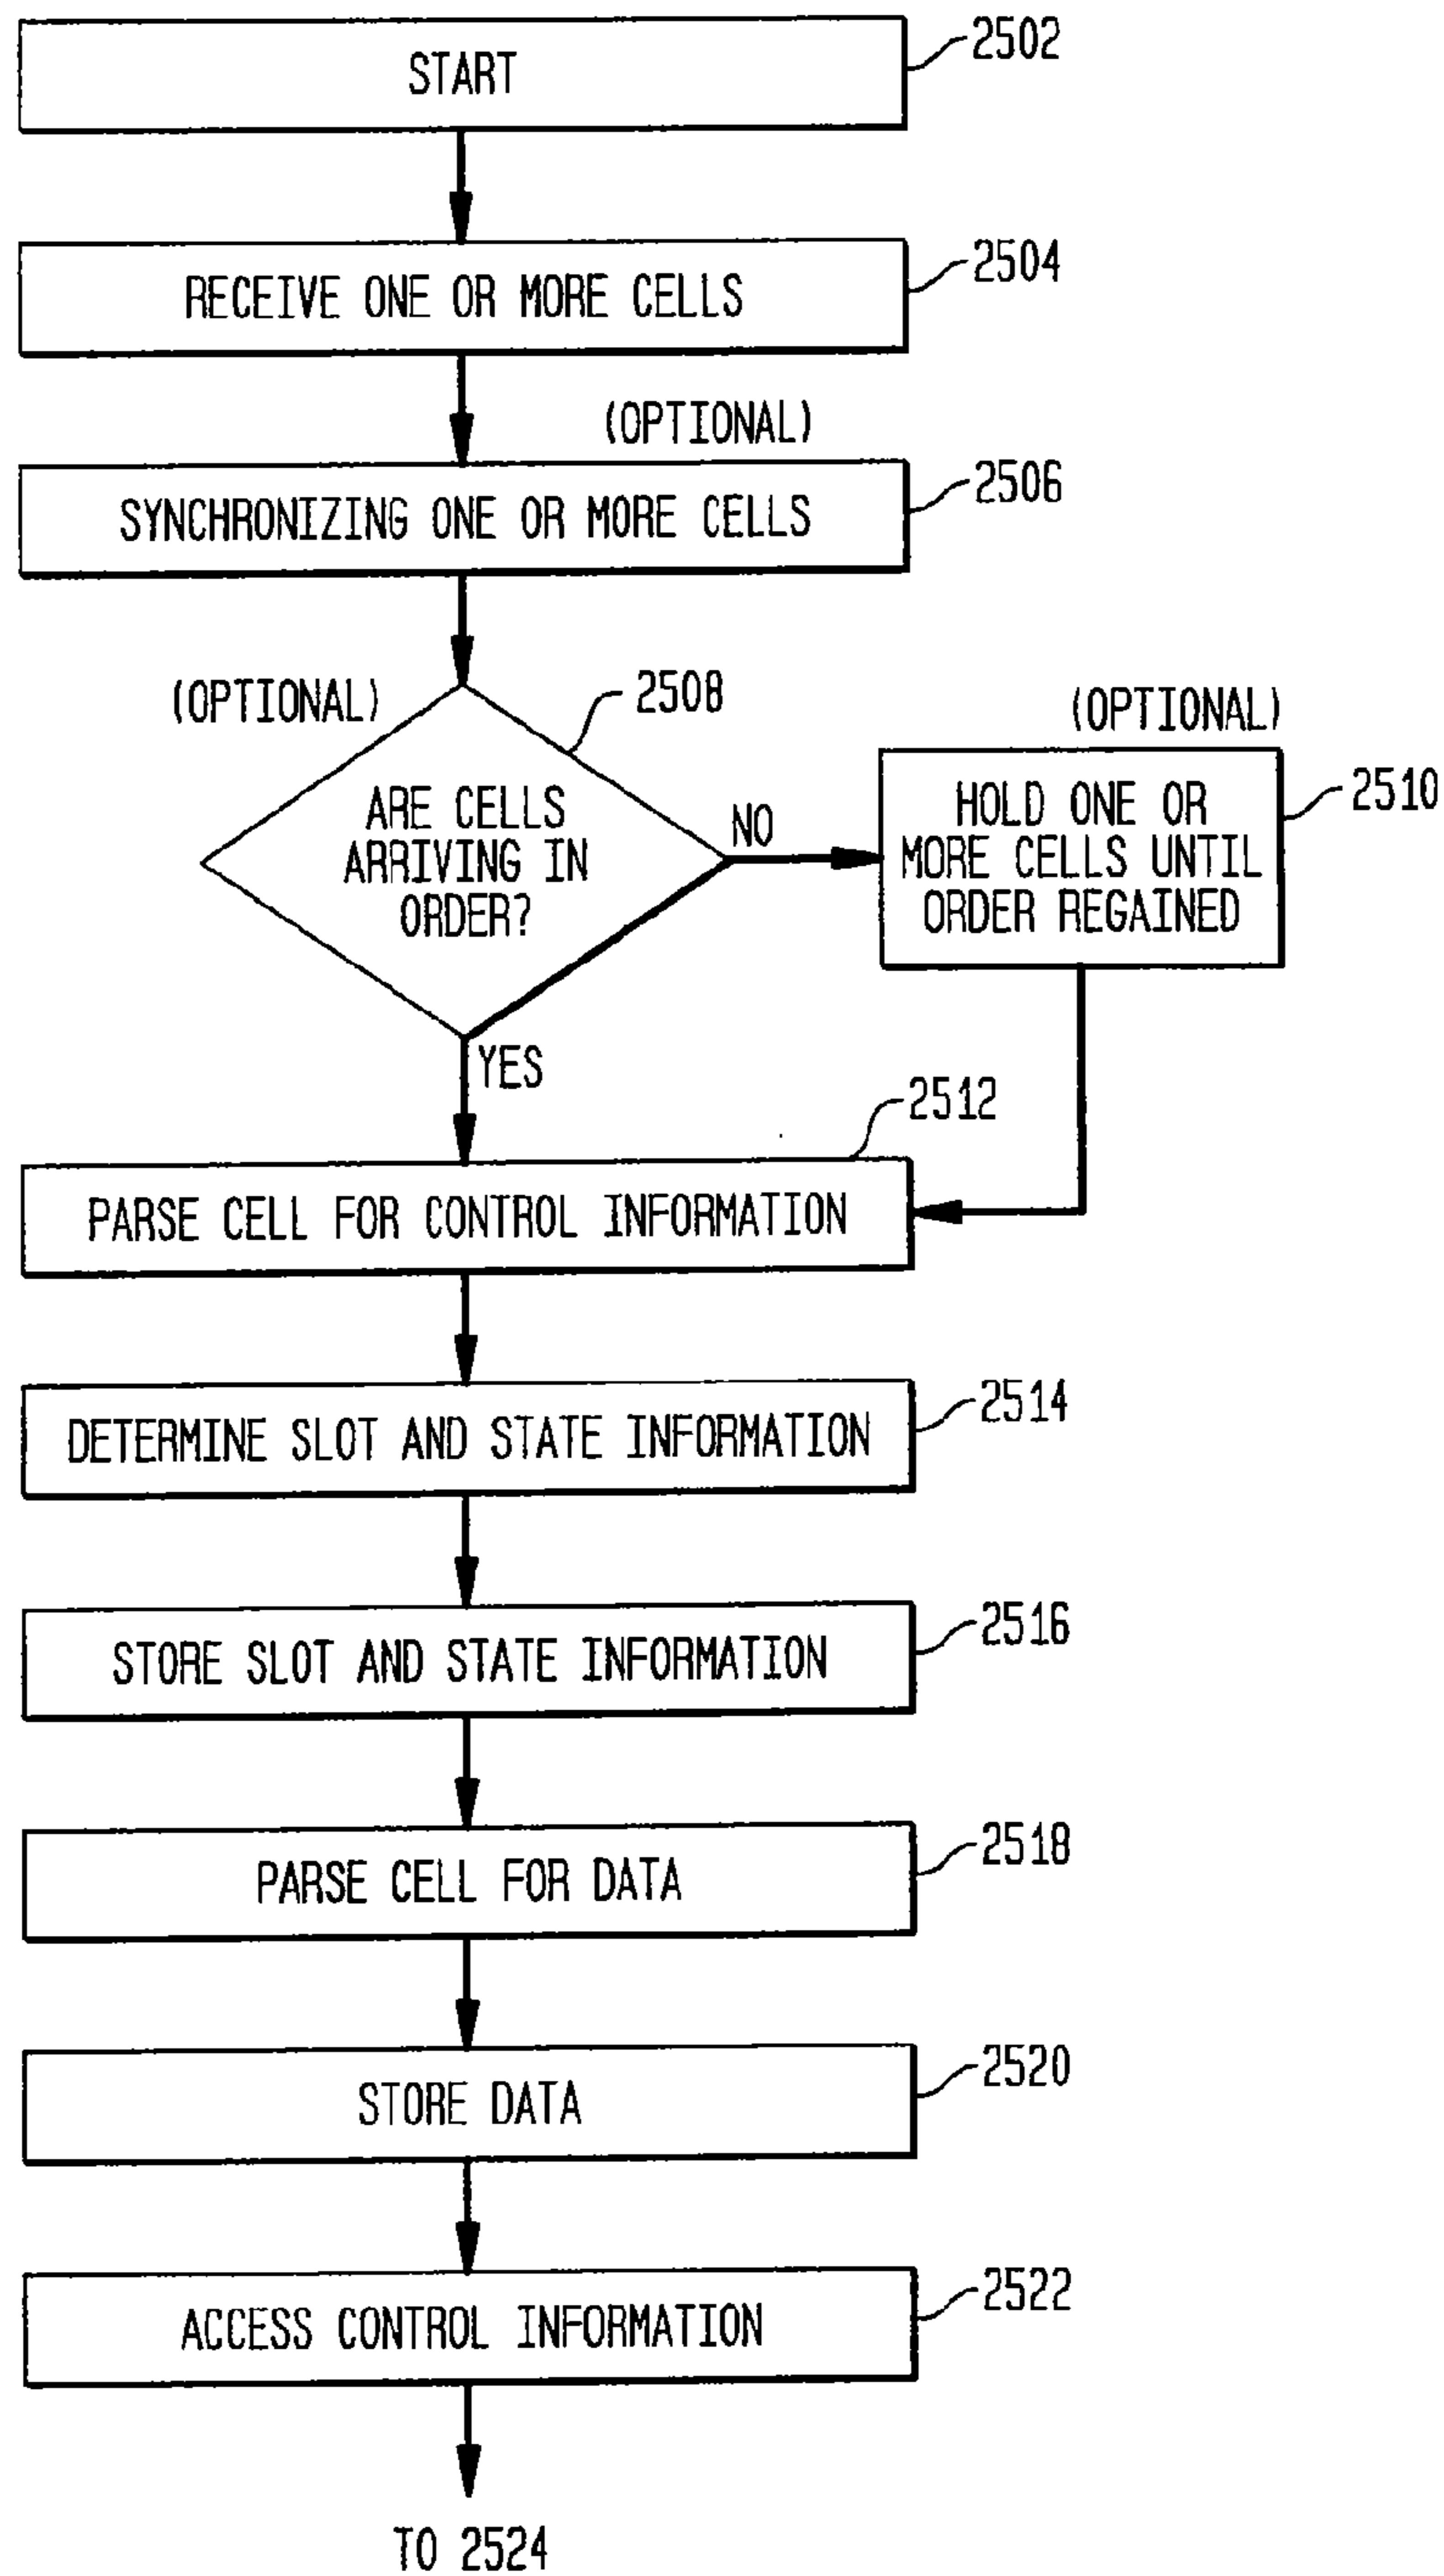 START
2502
RECEIVE ONE OR MORE CELLS
2504
(OPTIONAL)
SYNCHRONIZING ONE OR MORE CELLS
2506
(OPTIONAL)
2508
ARE CELLS
ARRIVING IN
ORDER?
NO
YES
(OPTIONAL)
HOLD ONE OR
MORE CELLS UNTIL
ORDER REGAINED
2510
2512
PARSE CELL FOR CONTROL INFORMATION
DETERMINE SLOT AND STATE INFORMATION
2514
STORE SLOT AND STATE INFORMATION
2516
PARSE CELL FOR DATA
2518
STORE DATA
2520
ACCESS CONTROL INFORMATION
2522
TO 2524